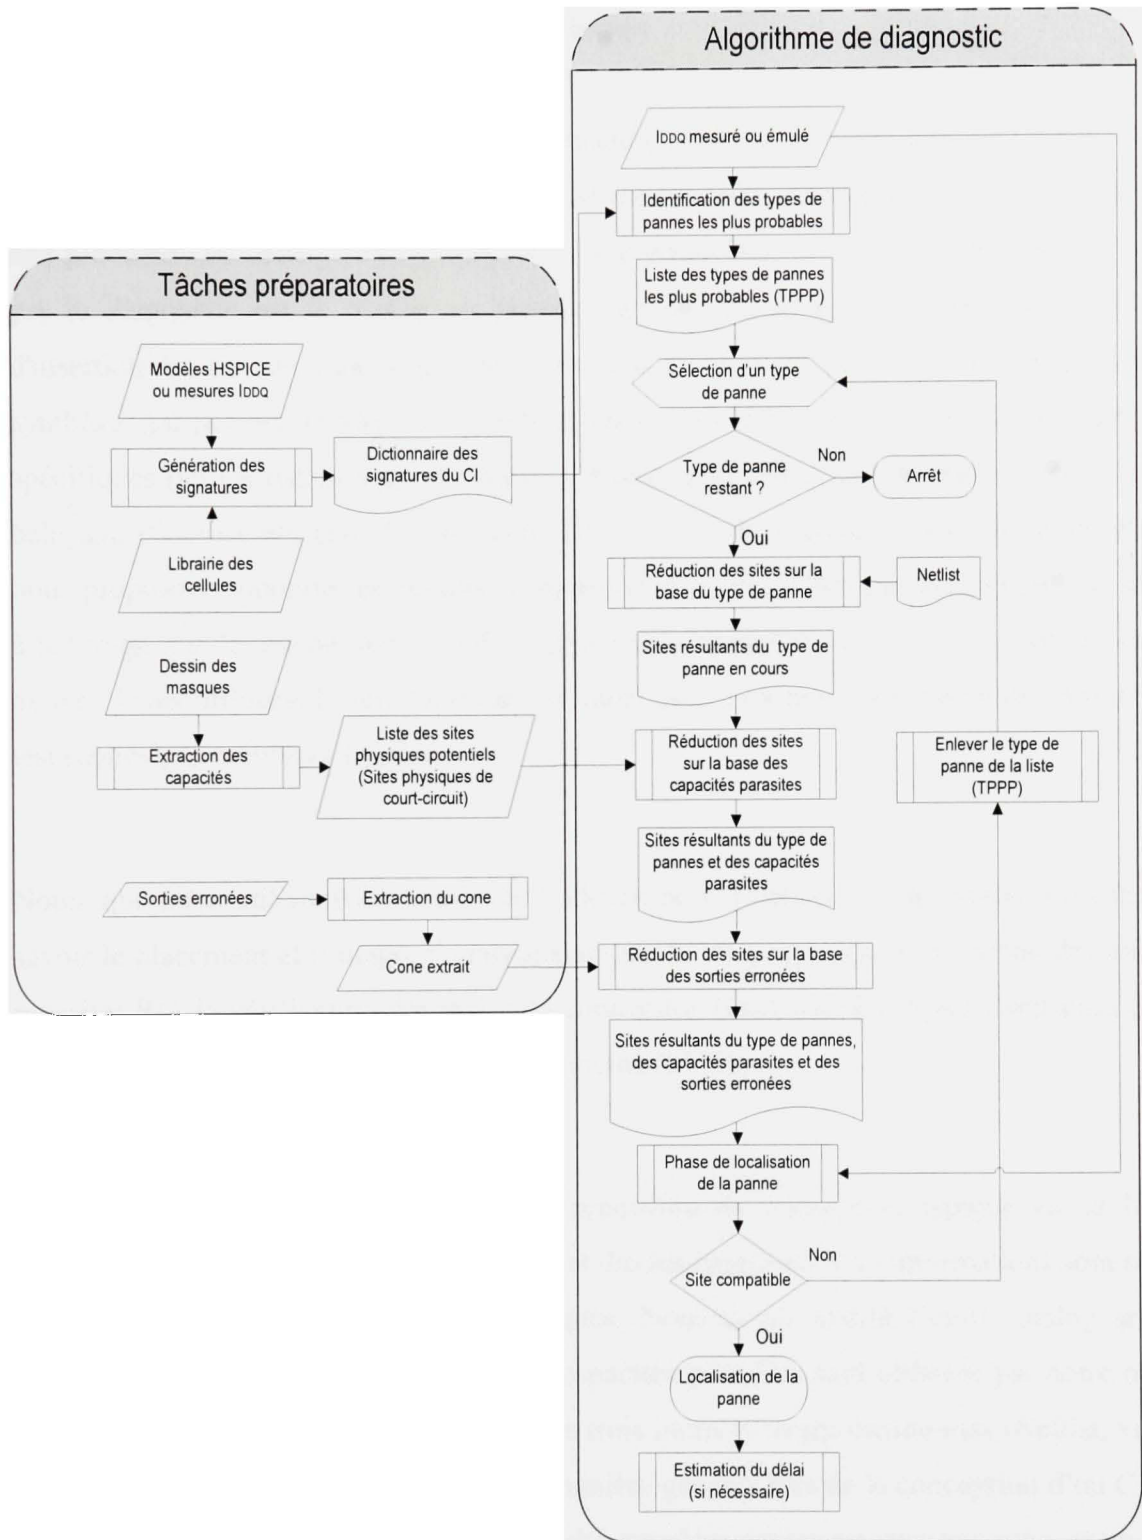 Algorithme de diagnostic
IDDQ mesuré ou émulé
Identification des types de
pannes les plus probables
Liste des types de pannes
les plus probables (TPPP)
Sélection d'un type
de panne
Type de panne
restant ?
Non
Arrêt
Oui
Réduction des sites sur la
base du type de panne
Netlist
Sites résultants du type de
panne en cours
Réduction des sites
sur la base des
capacités parasites
Enlever le type de
panne de la liste
(TPPP)
Sites résultants du type de
pannes et des capacités
parasites
Réduction des sites sur la base
des sorties erronées
Sites résultants du type de pannes,
des capacités parasites et des
sorties erronées
Phase de localisation
de la panne
Site compatible
Non
Oui
Localisation de la
panne
Estimation du délai
(si nécessaire)
Tâches préparatoires
Modèles HSPICE
ou mesures IDDQ
Génération des
signatures
Dictionnaire des
signatures du CI
Librairie des
cellules
Dessin des
masques
Extraction des
capacités
Liste des sites
physiques potentiels
(Sites physiques de
court-circuit)
Sorties erronées
Extraction du cone
Cone extrait